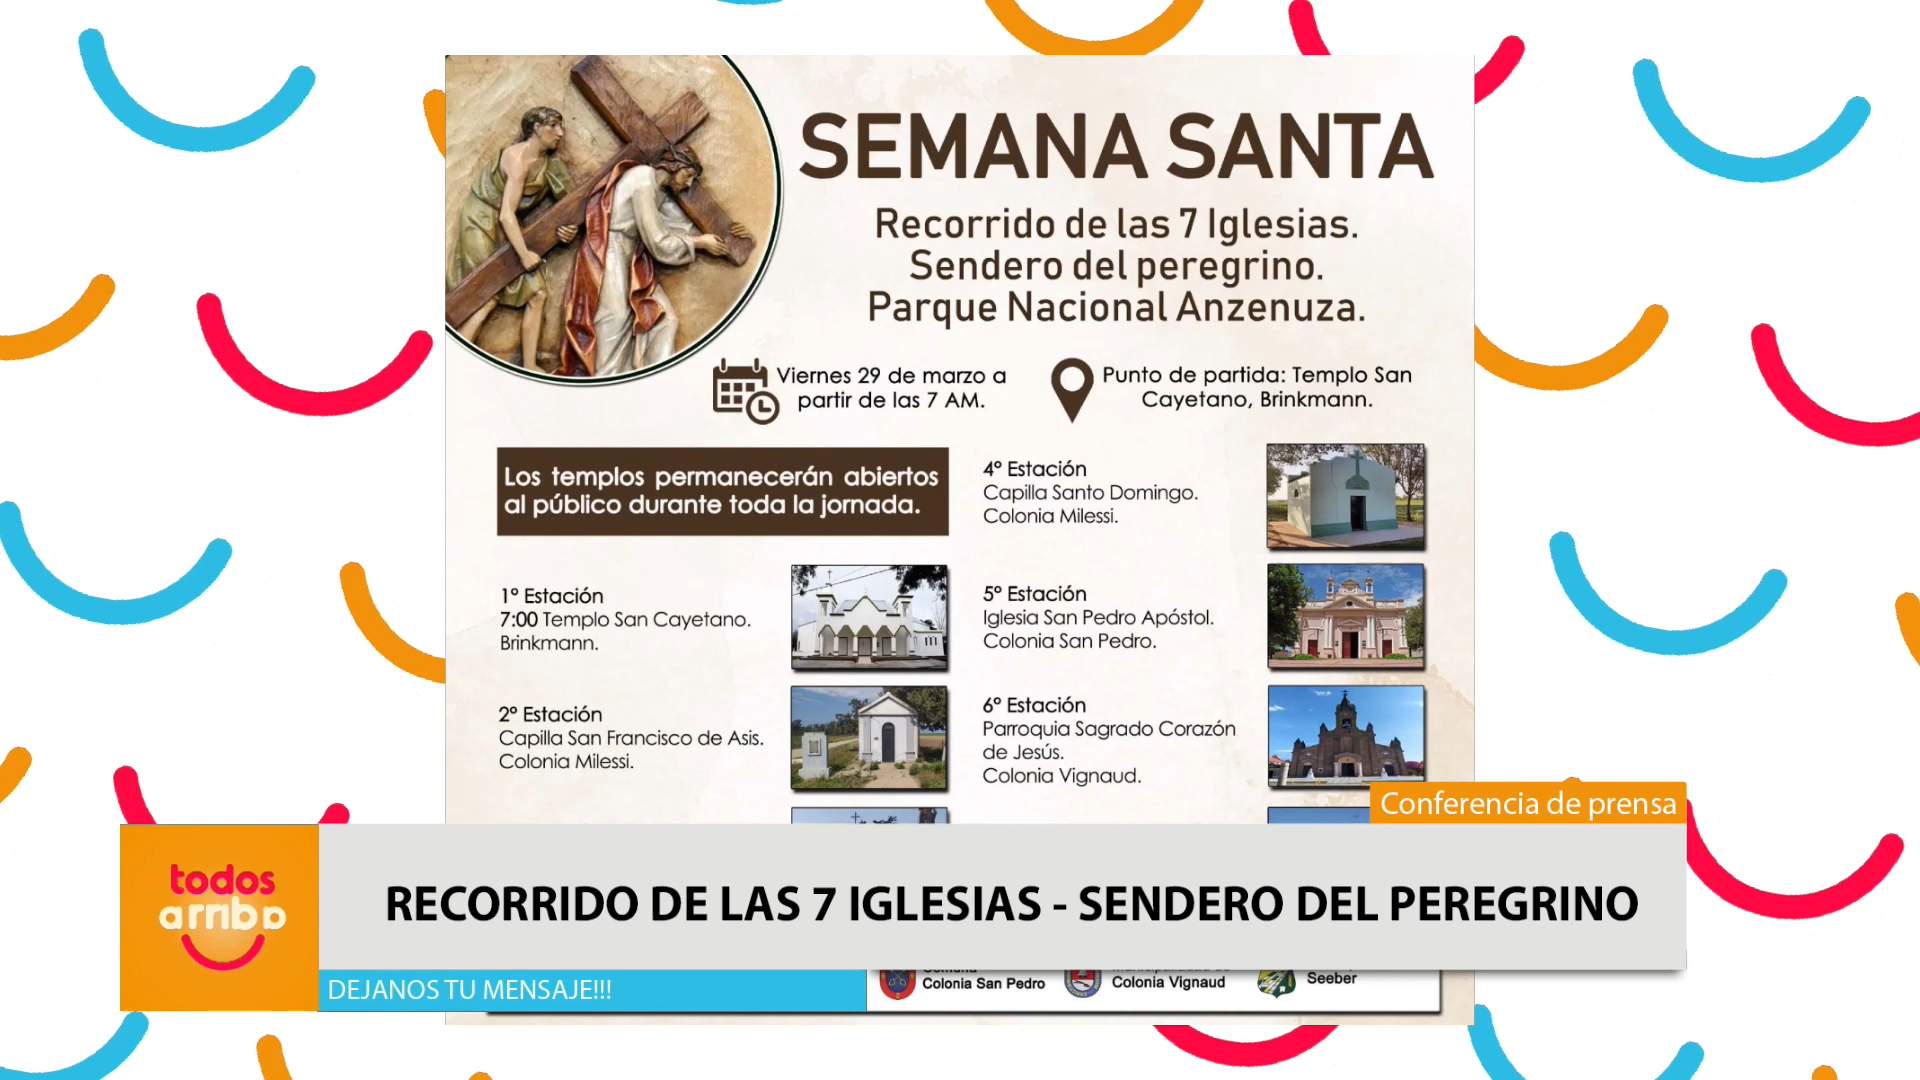 SEMANA SANTA
Recorrido de las 7 Iglesias.
Sendero del peregrino.
Parque Nacional Anzenuza.
Viernes 29 de marzo a
partir de las 7 AM.
Punto de partida: Templo San
Cayetano, Brinkmann.
Los templos permanecerán abiertos
al público durante toda la jornada.
1° Estación
7:00 Templo San Cayetano.
Brinkmann.
2° Estación
Capilla San Francisco de Asis.
Colonia Milessi.
4° Estación
Capilla Santo Domingo.
Colonia Milessi.
5° Estación
Iglesia San Pedro Apóstol.
Colonia San Pedro.
6° Estación
Parroquia Sagrado Corazón
de Jesús.
Colonia Vignaud.
Conferencia de prensa
todos
arriba
RECORRIDO DE LAS 7 IGLESIAS - SENDERO DEL PEREGRINO
DEJANOS TU MENSAJE!!!
Colonia San Pedro
Colonia Vignaud
Seeber